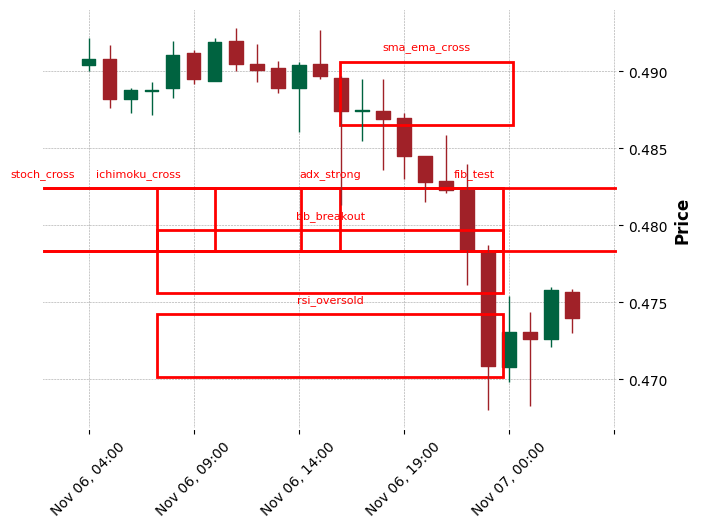 sma_ema_cross
0.490
0.485
stoch_cross ichimoku_cross adx_strong fib_test
bb_breakout
0.480
Price
rsi_oversold
0.475
0.470
Nov 06, 04:00 Nov 06, 09:00 Nov 06, 14:00 Nov 06, 19:00 Nov 07, 00:00